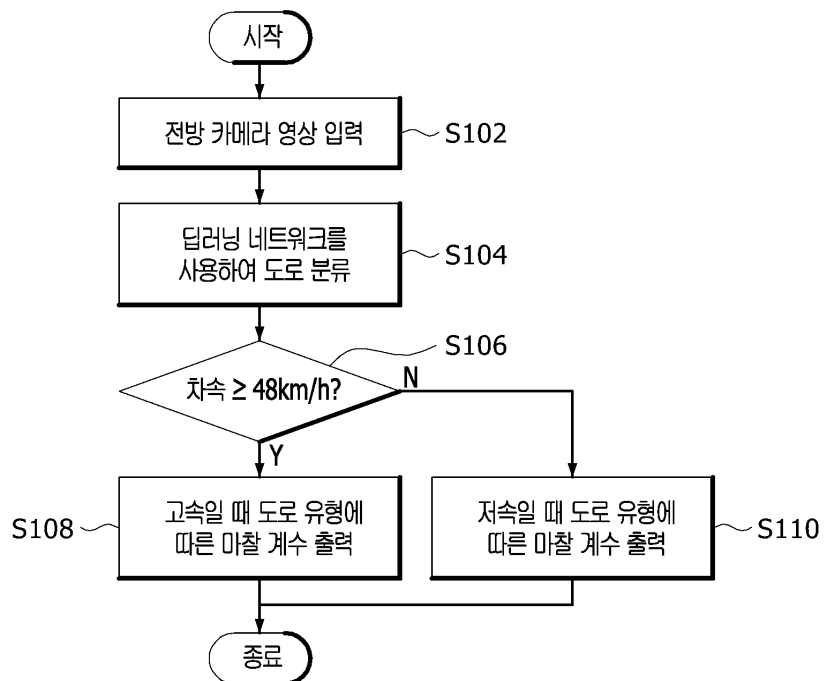 시작
전방 카메라 영상 입력
S102
딥러닝 네트워크를
사용하여 도로 분류
S104
S106
차속 ≥ 48km/h?
N
Y
고속일 때 도로 유형에
따른 마찰 계수 출력
S108
저속일 때 도로 유형에
따른 마찰 계수 출력
S110
종료